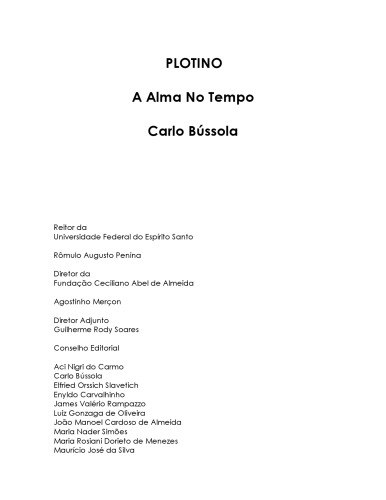 PLOTINO
A Alma No Tempo
Carlo Bússola
Reitor da
Universidade Federal do Espírito Santo
Rômulo Augusto Penina
Diretor da
Fundação Ceciliano Abel de Almeida
Agostinho Merçon
Diretor Adjunto
Guilherme Rody Soares
Conselho Editorial
Aci Nigri do Carmo
Carlo Bússola
Elfried Orssich Slavetich
Enyldo Carvalhinho
James Valério Rampazzo
Luiz Gonzaga de Oliveira
João Manoel Cardoso de Almeida
Maria Nader Simões
Maria Rosiani Dorieto de Menezes
Maurício José da Silva